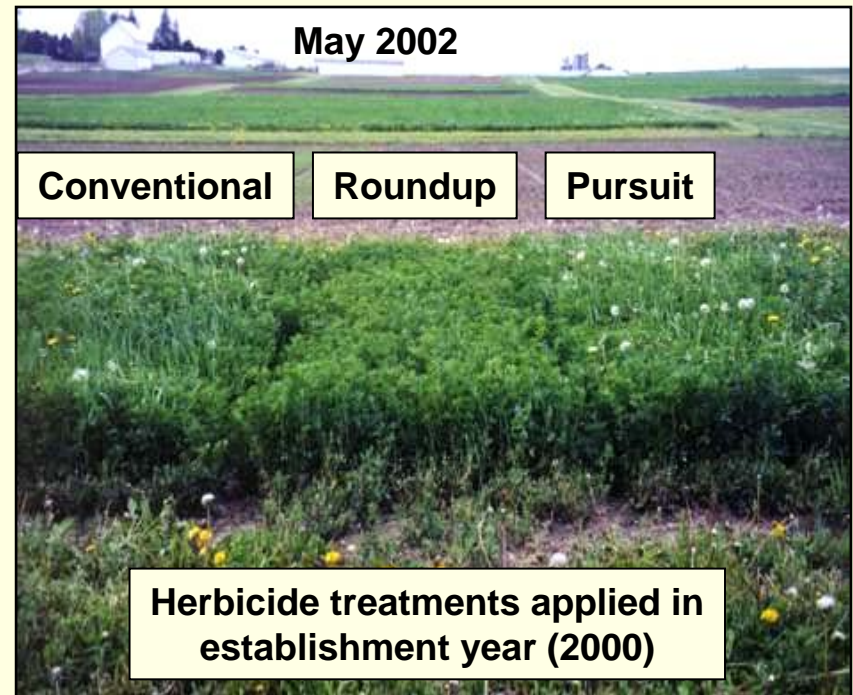 May 2002
Conventional
Roundup
Pursuit
Herbicide treatments applied in
establishment year (2000)